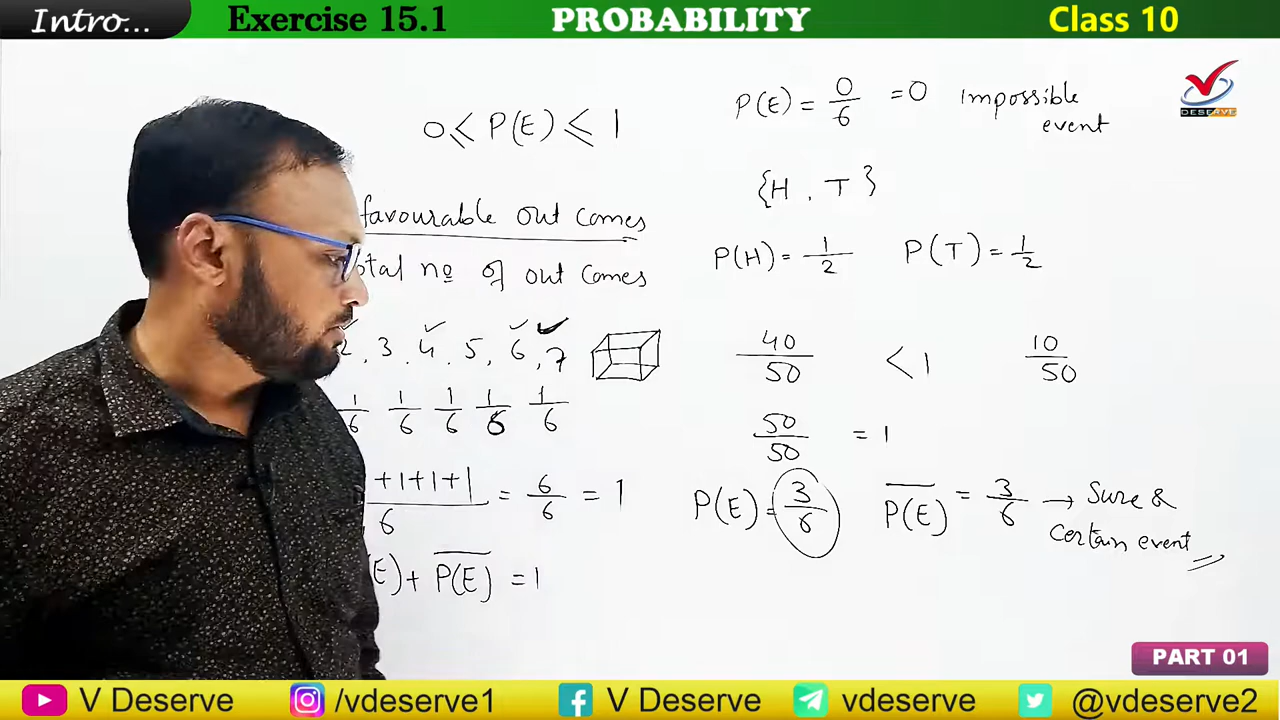 Intro...
Exercise 15.1
PROBABILITY
Class 10
DESERVE
0 ≤ P(E) ≤ 1
favourable out comes
otal no of out comes
2, 3, 4, 5, 6, 7
1/6 1/6 1/6 1/6 1/6
+1+1+1/6 = 6/6 = 1
(E) + \overline{P(E)} = 1
P(E) = 0/6 = 0 Impossible
event
{H, T}
P(H) = 1/2 P(T) = 1/2
40/50 < 1 10/50
50/50 = 1
P(E) = 3/6 \overline{P(E)} = 3/6 → Sure &
Certain event
PART 01
V Deserve
/vdeserve1
V Deserve
vdeserve
@vdeserve2